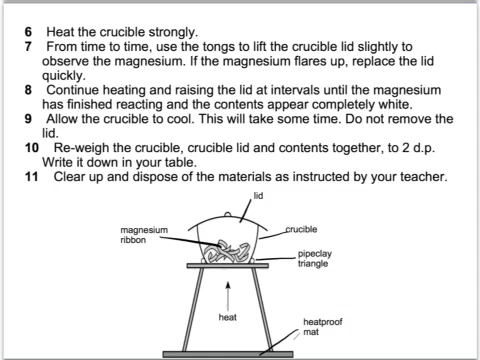 6 Heat the crucible strongly.
7 From time to time, use the tongs to lift the crucible lid slightly to
observe the magnesium. If the magnesium flares up, replace the lid
quickly.
8 Continue heating and raising the lid at intervals until the magnesium
has finished reacting and the contents appear completely white.
9 Allow the crucible to cool. This will take some time. Do not remove the
lid.
10 Re-weigh the crucible, crucible lid and contents together, to 2 d.p.
Write it down in your table.
11 Clear up and dispose of the materials as instructed by your teacher.
lid
magnesium
ribbon
crucible
pipeclay
triangle
heat
heatproof
mat